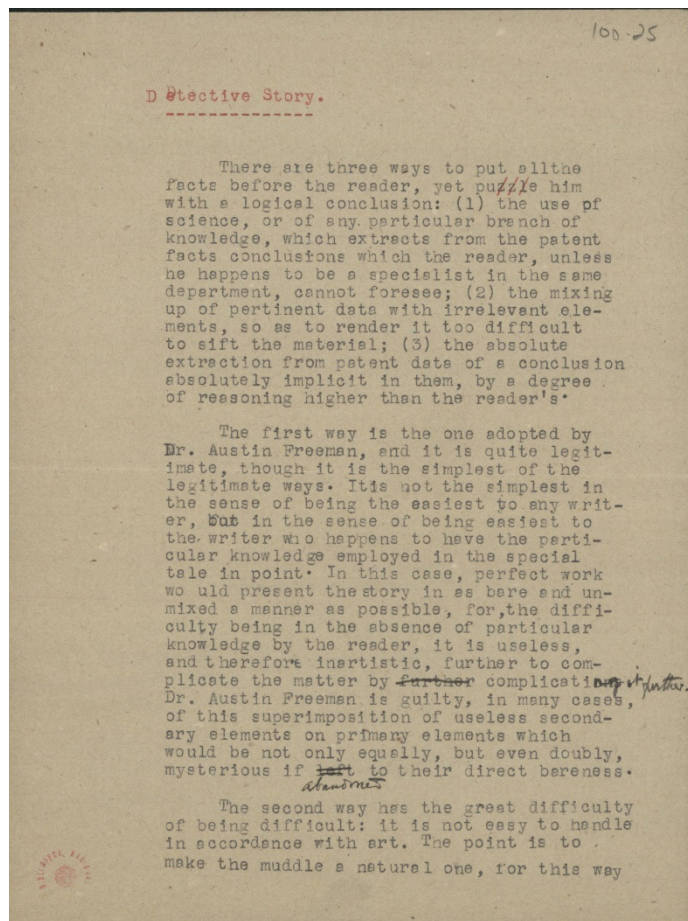 100-25
Detective Story.
There are three ways to put allthe
facts before the reader, yet puzzle him
with a logical conclusion: (1) the use pf
science, or of any particular branch of
knowledge, which extracts from the patent
facts conclusions which the reader, unless
he happens to be a specialist in the same
department, cannot foresee; (2) the mixing
up of pertinent data with irrelevant ele-
ments, so as to render it too difficult
to sift the material; (3) the absolute
extraction from patent data of a conclusion
absolutely implicit in them, by a degree
of reasoning higher than the reader's.
The first way is the one adopted by
Dr. Austin Freeman, and it is quite legit-
imate, though it is the simplest of the
legitimate ways. Itis not the simplest in
the sense of being the easiest to any writ-
er, but in the sense of being easiest to
the writer who happens to have the parti-
cular knowledge employed in the special
tale in point. In this case, perfect work
wo uld present thestory in as bare and un-
mixed a manner as possible, for,the diffi-
culty being in the absence of particular
knowledge by the reader, it is useless,
and therefore inartistic, further to com-
plicate the matter by further complicating it further.
Dr. Austin Freeman is guilty, in many cases,
of this superimposition of useless second-
ary elements on primany elements which
would be not only equally, but even doubly,
mysterious if left to their direct bareness.
abandoned
The second way has the great difficulty
of being difficult: it is not easy to handle
in accordance with art. The point is to
make the muddle a natural one, for this way